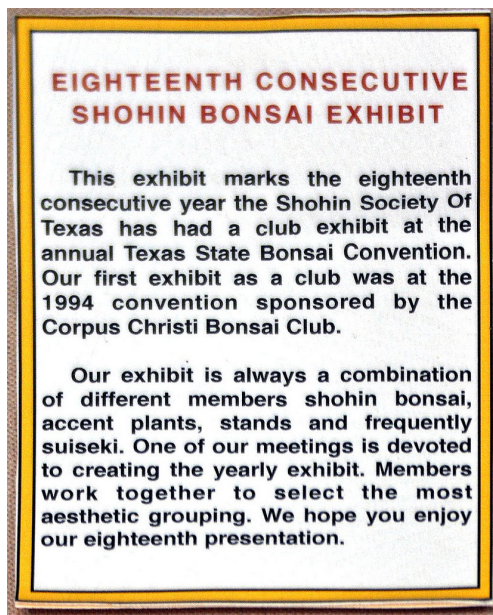 EIGHTEENTH CONSECUTIVE
SHOHIN BONSAI EXHIBIT
This exhibit marks the eighteenth
consecutive year the Shohin Society Of
Texas has had a club exhibit at the
annual Texas State Bonsai Convention.
Our first exhibit as a club was at the
1994 convention sponsored by the
Corpus Christi Bonsai Club.
Our exhibit is always a combination
of different members shohin bonsai,
accent plants, stands and frequently
suiseki. One of our meetings is devoted
to creating the yearly exhibit. Members
work together to select the most
aesthetic grouping. We hope you enjoy
our eighteenth presentation.